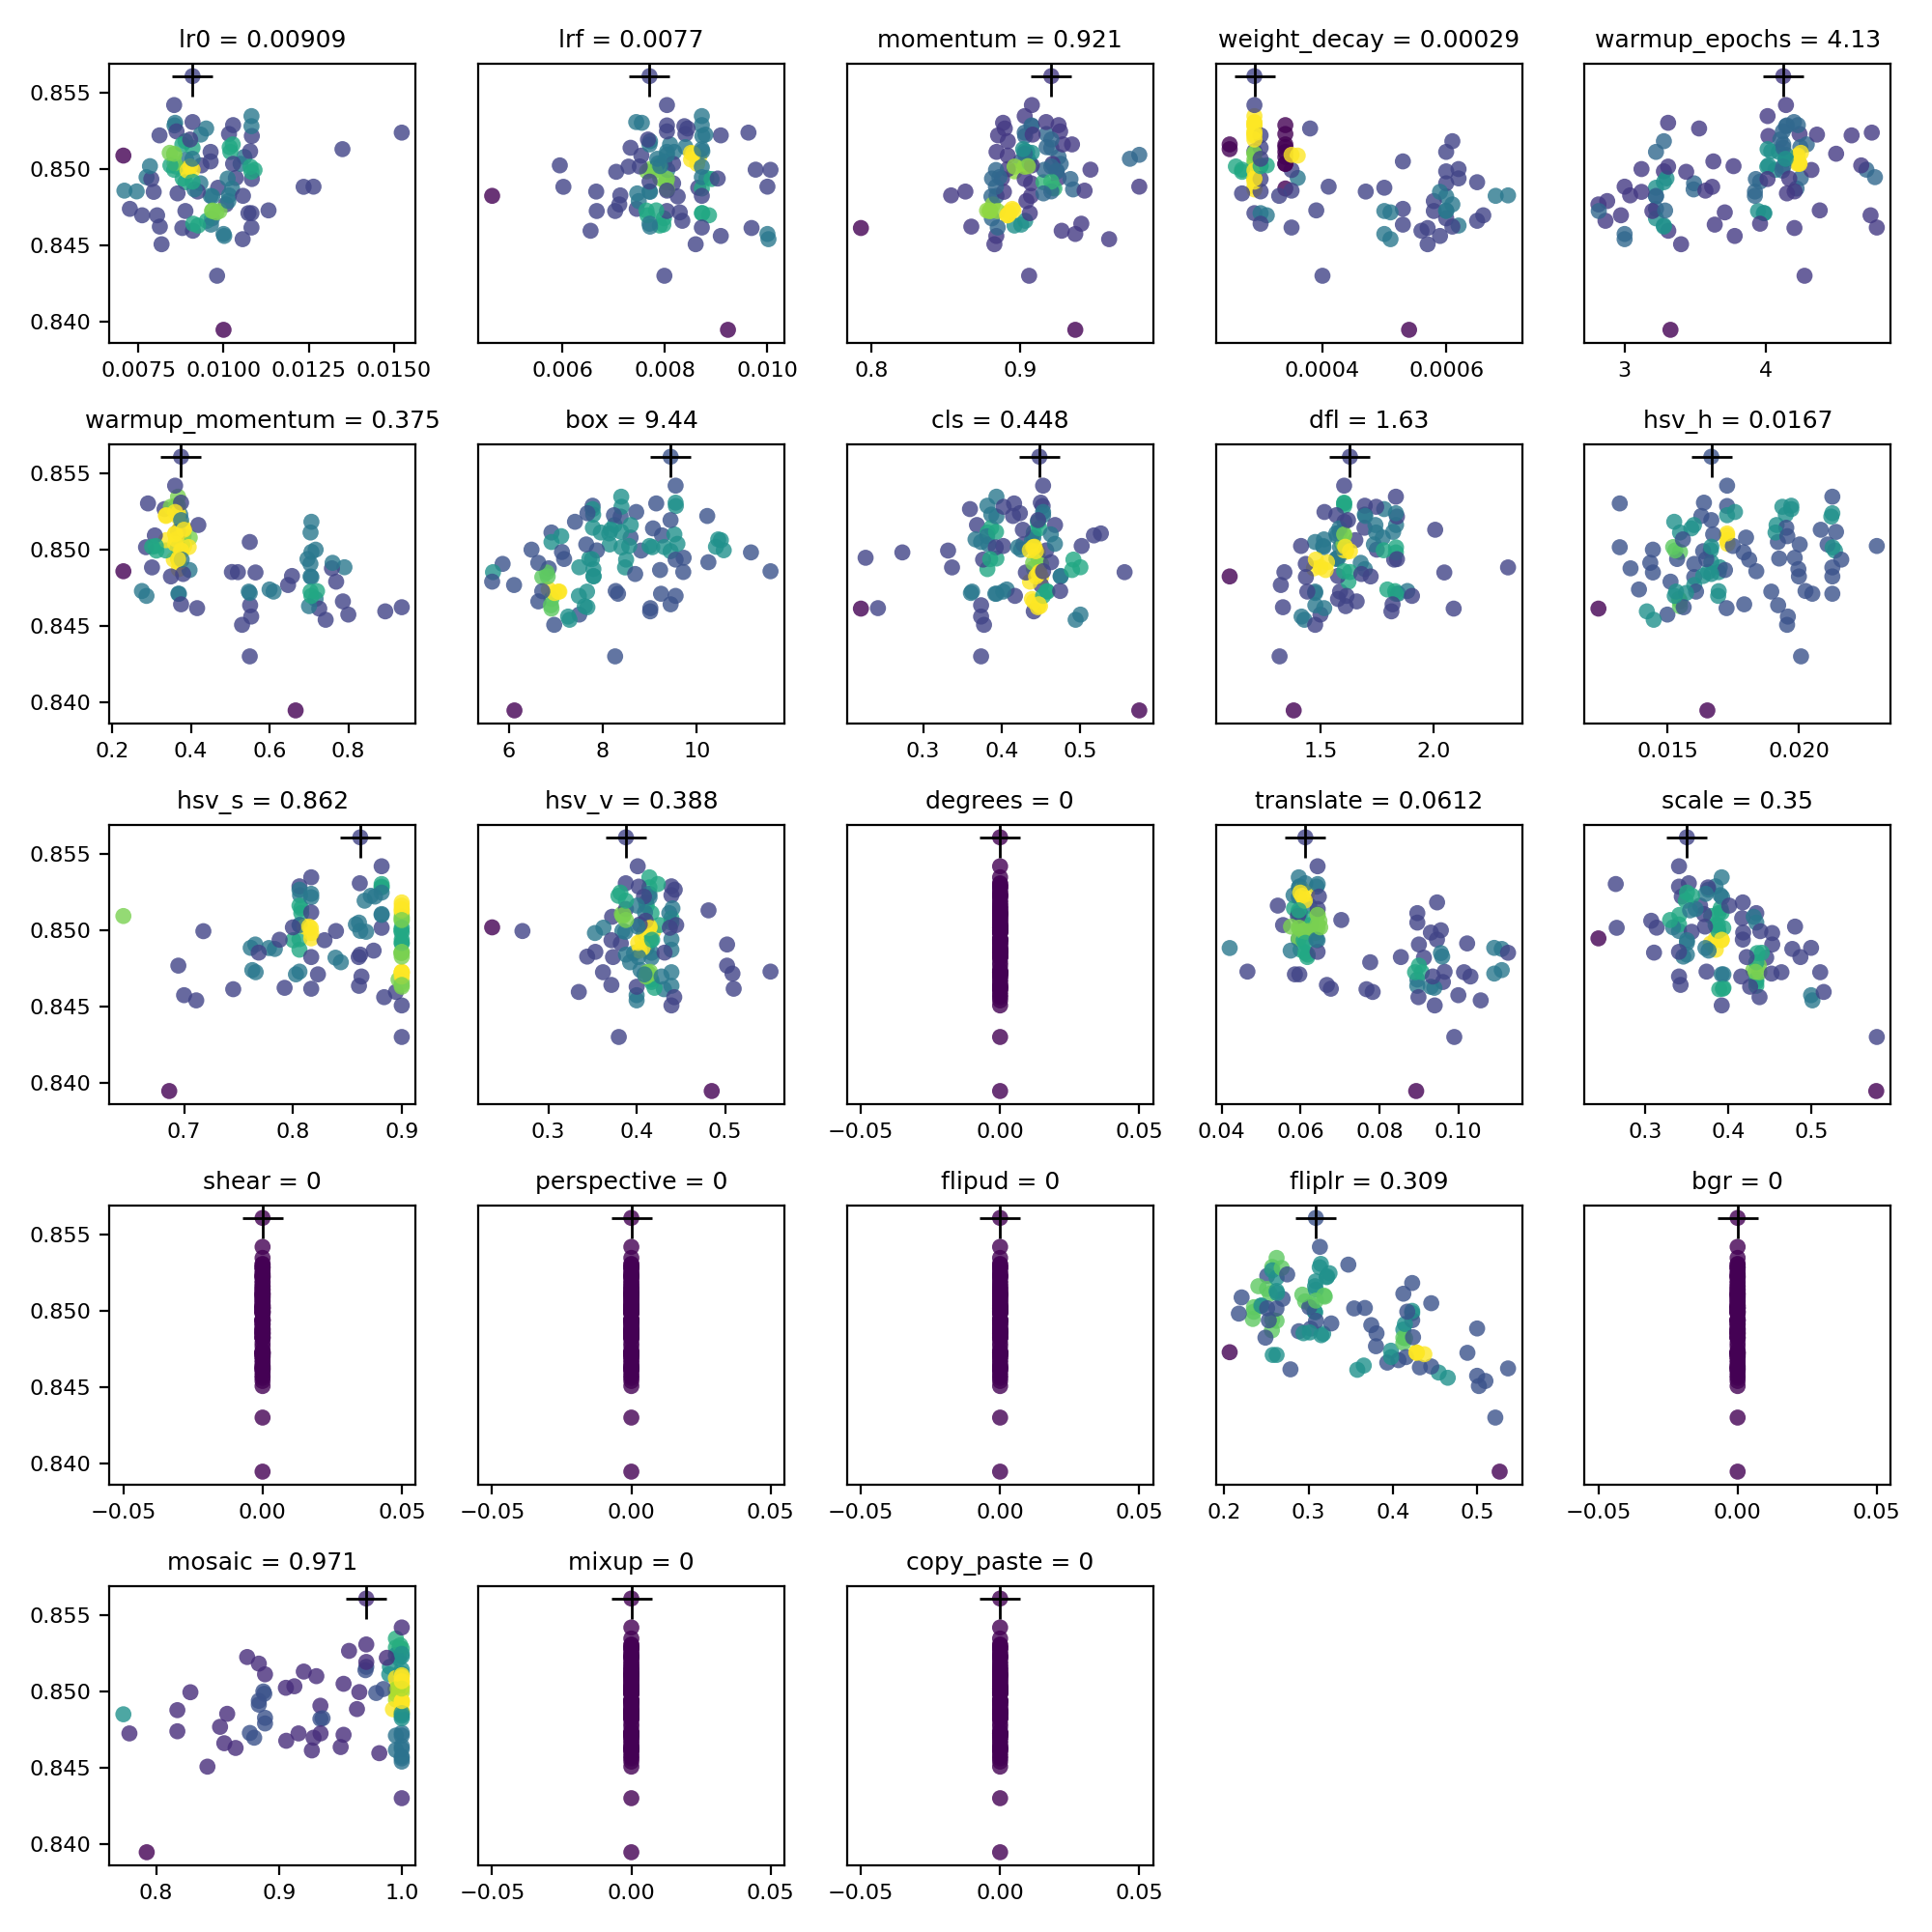 lr0 = 0.00909
lrf = 0.0077
momentum = 0.921
weight_decay = 0.00029
warmup_epochs = 4.13
0.855
0.850
0.845
0.840
0.0075 0.0100 0.0125 0.0150
0.006 0.008 0.010
0.8 0.9
0.0004 0.0006
3 4
warmup_momentum = 0.375
box = 9.44
cls = 0.448
dfl = 1.63
hsv_h = 0.0167
0.855
0.850
0.845
0.840
0.2 0.4 0.6 0.8
6 8 10
0.3 0.4 0.5
1.5 2.0
0.015 0.020
hsv_s = 0.862
hsv_v = 0.388
degrees = 0
translate = 0.0612
scale = 0.35
0.855
0.850
0.845
0.840
0.7 0.8 0.9
0.3 0.4 0.5
−0.05 0.00 0.05
0.04 0.06 0.08 0.10
0.3 0.4 0.5
shear = 0
perspective = 0
flipud = 0
fliplr = 0.309
bgr = 0
0.855
0.850
0.845
0.840
−0.05 0.00 0.05
−0.05 0.00 0.05
−0.05 0.00 0.05
0.2 0.3 0.4 0.5
−0.05 0.00 0.05
mosaic = 0.971
mixup = 0
copy_paste = 0
0.855
0.850
0.845
0.840
0.8 0.9 1.0
−0.05 0.00 0.05
−0.05 0.00 0.05